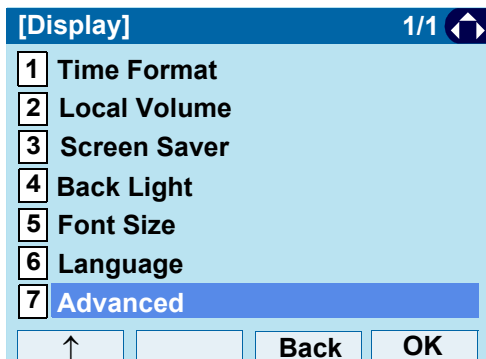 [Display] 1/1
1 Time Format
2 Local Volume
3 Screen Saver
4 Back Light
5 Font Size
6 Language
7 Advanced
↑ Back OK